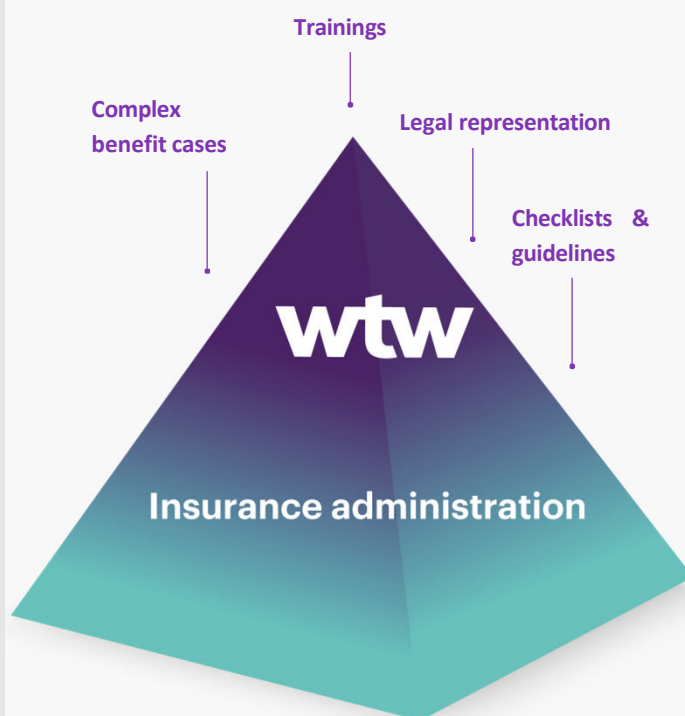 Trainings
Complex
benefit cases
Legal representation
Checklists & 
guidelines
wtw
Insurance administration